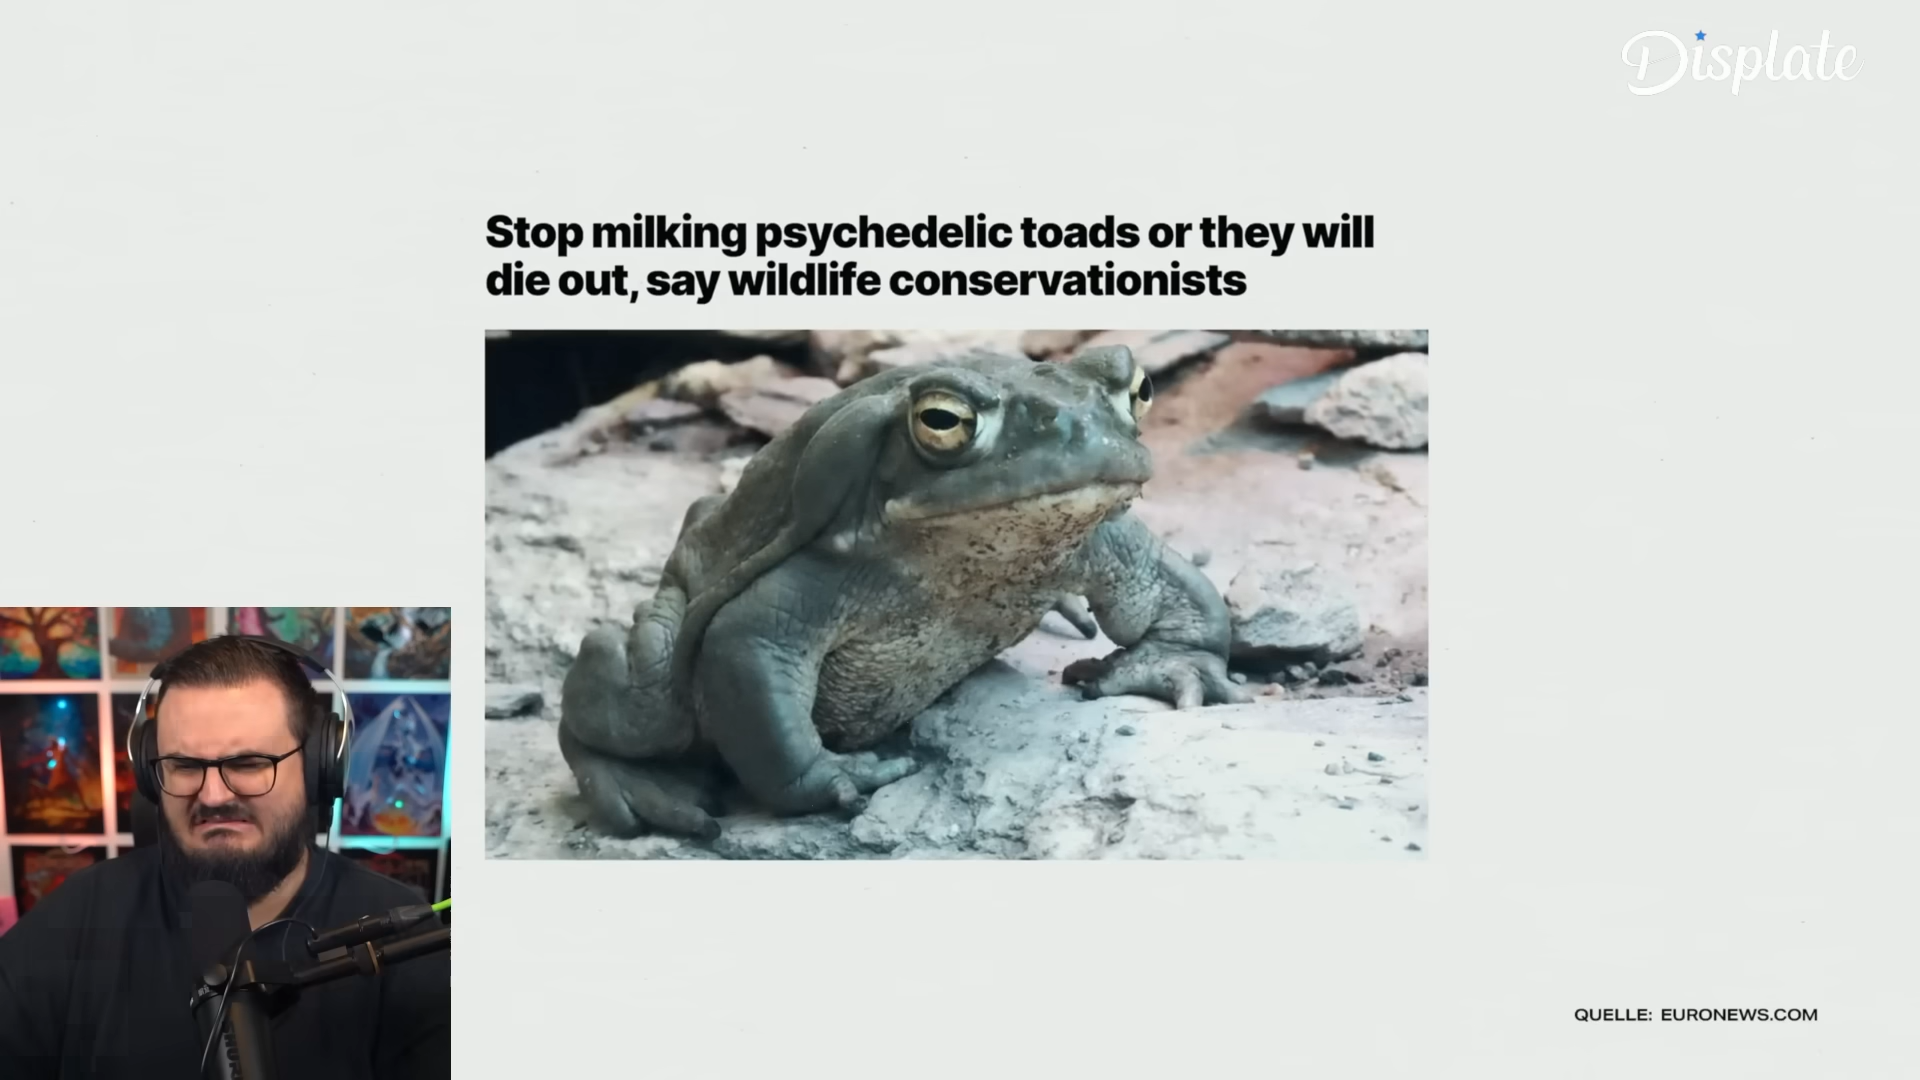 Displate
Stop milking psychedelic toads or they will
die out, say wildlife conservationists
QUELLE: EURONEWS.COM